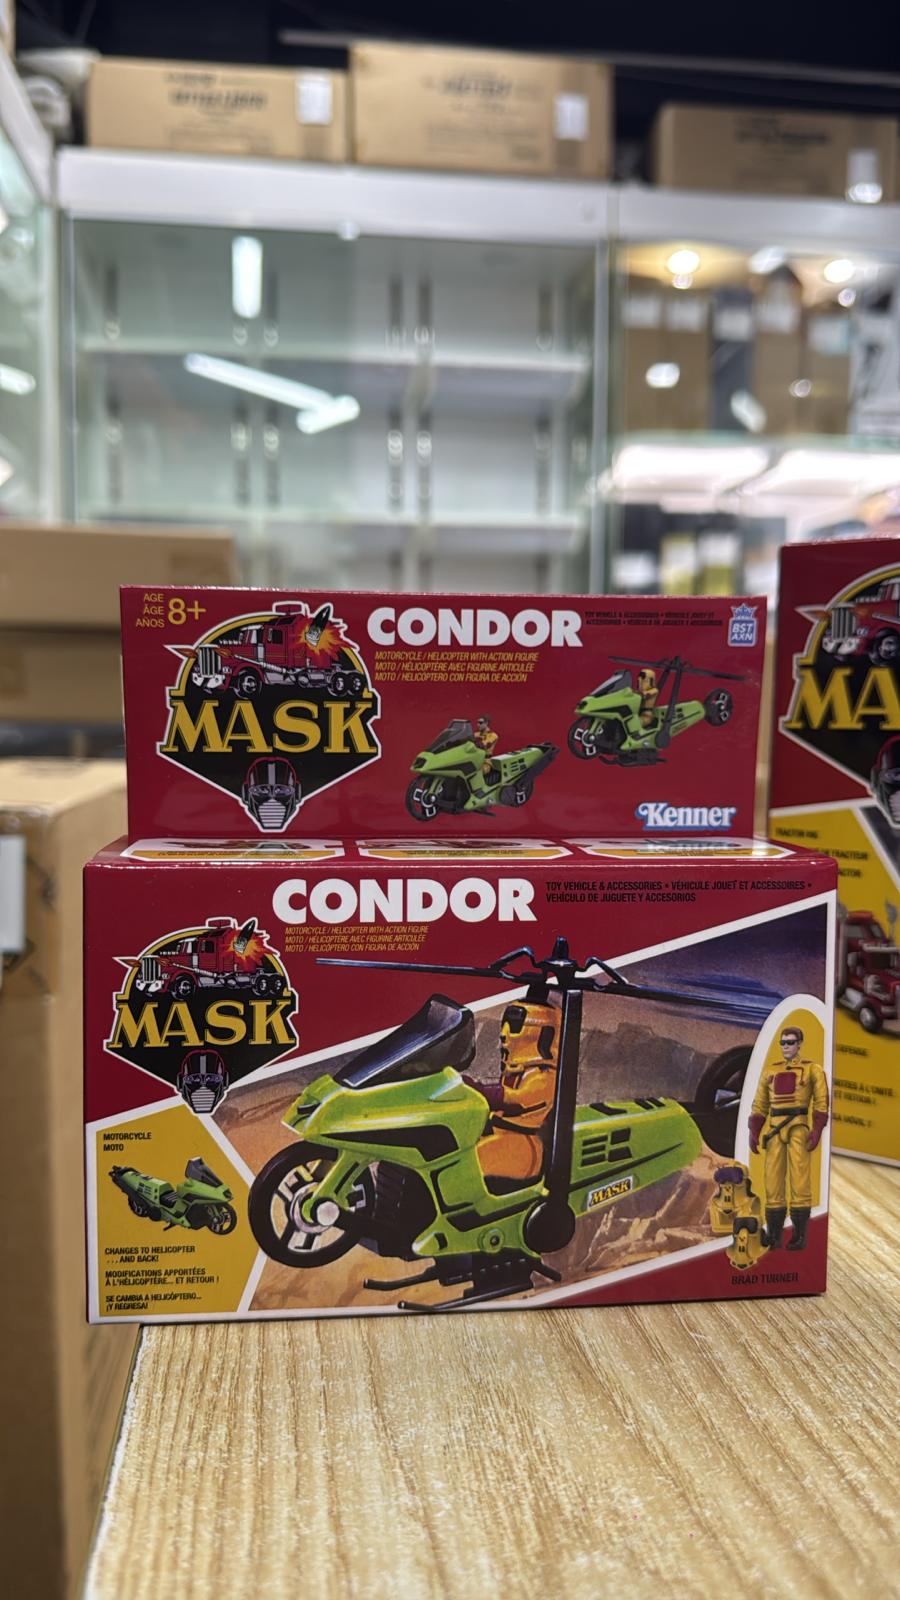 AGE
ÂGE
AÑOS
8+
MASK
CONDOR
MOTORCYCLE / HELICOPTER WITH ACTION FIGURE
MOTO / HÉLICOPTÈRE AVEC FIGURINE ARTICULÉE
MOTO / HELICÓPTERO CON FIGURA DE ACCIÓN
TOY VEHICLE & ACCESSORIES • VÉHICULE JOUET ET
ACCESSOIRES • VEHÍCULO DE JUGUETE Y ACCESORIOS
BST
AXN
Kenner
CONDOR
MOTORCYCLE / HELICOPTER WITH ACTION FIGURE
MOTO / HÉLICOPTÈRE AVEC FIGURINE ARTICULÉE
MOTO / HELICÓPTERO CON FIGURA DE ACCIÓN
TOY VEHICLE & ACCESSORIES • VÉHICULE JOUET ET ACCESSOIRES •
VEHÍCULO DE JUGUETE Y ACCESORIOS
MASK
MOTORCYCLE
MOTO
CHANGES TO HELICOPTER
...AND BACK!
MODIFICATIONS APPORTÉES
À L'HÉLICOPTÈRE... ET RETOUR !
SE CAMBIA A HELICÓPTERO...
¡Y REGRESA!
MASK
BRAD TURNER
MA